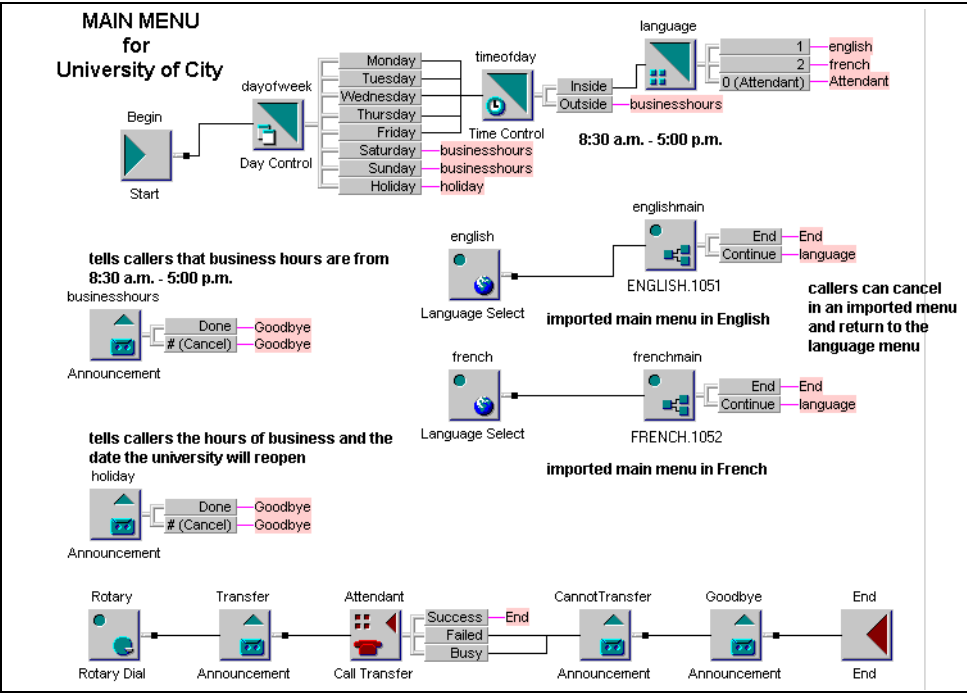 MAIN MENU
for
University of City
Begin
Start
dayofweek
Day Control
Monday
Tuesday
Wednesday
Thursday
Friday
Saturday
businesshours
Sunday
businesshours
Holiday
holiday
timeofday
Time Control
Inside
Outside
businesshours
8:30 a.m. - 5:00 p.m.
language
1
english
2
french
0 (Attendant)
Attendant
english
Language Select
englishmain
ENGLISH.1051
End
End
Continue
language
imported main menu in English
callers can cancel
in an imported menu
and return to the
language menu
tells callers that business hours are from
8:30 a.m. - 5:00 p.m.
businesshours
Announcement
Done
Goodbye
# (Cancel)
Goodbye
french
Language Select
frenchmain
FRENCH.1052
End
End
Continue
language
imported main menu in French
tells callers the hours of business and the
date the university will reopen
holiday
Announcement
Done
Goodbye
# (Cancel)
Goodbye
Rotary
Rotary Dial
Transfer
Announcement
Attendant
Call Transfer
Success
End
Failed
Busy
CannotTransfer
Announcement
Goodbye
Announcement
End
End